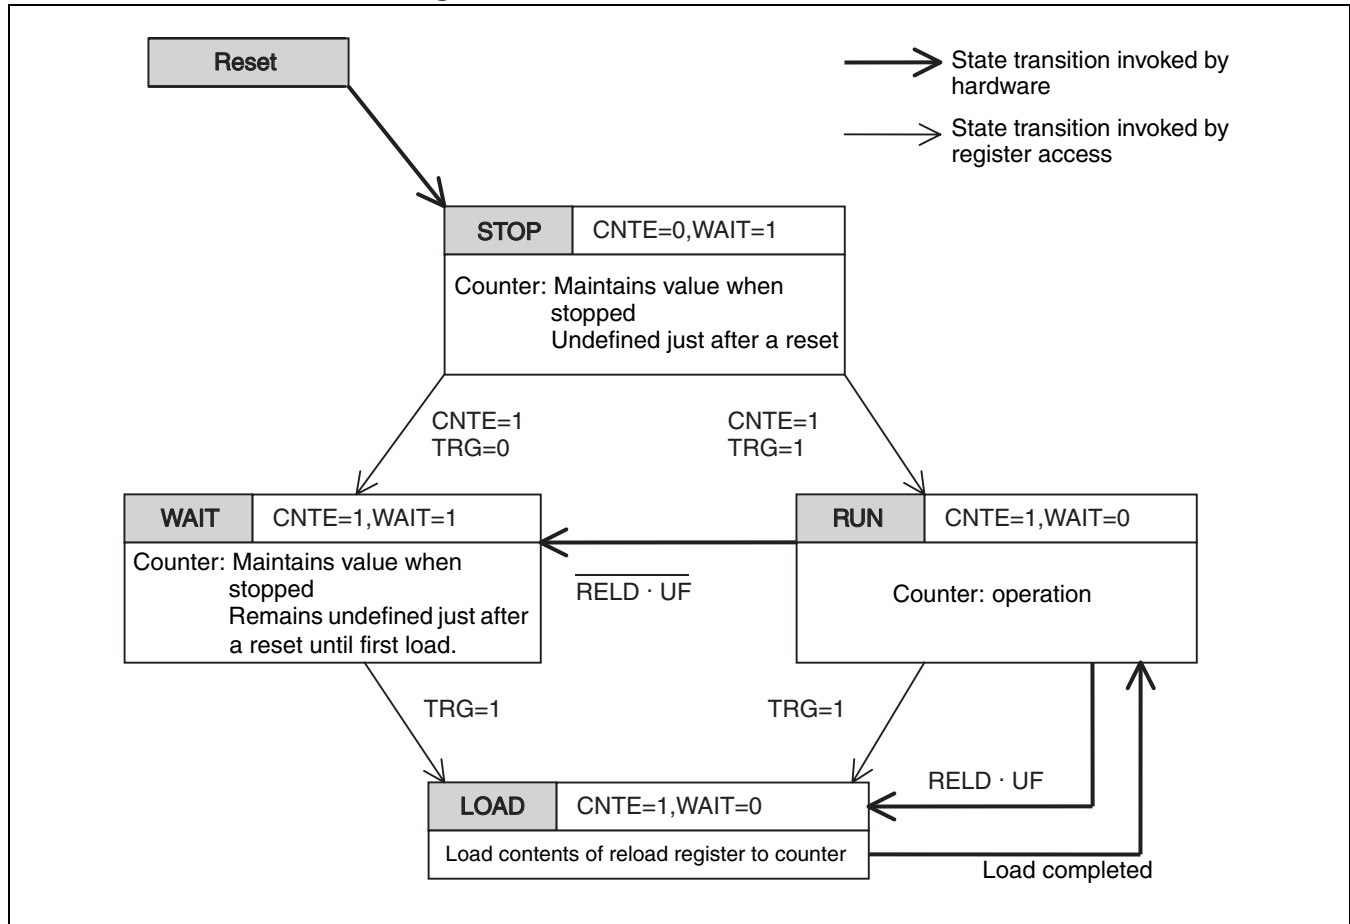 Reset
State transition invoked by
hardware
State transition invoked by
register access
STOP
CNTE=0,WAIT=1
Counter: Maintains value when
stopped
Undefined just after a reset
CNTE=1
TRG=0
CNTE=1
TRG=1
WAIT
CNTE=1,WAIT=1
Counter: Maintains value when
stopped
Remains undefined just after
a reset until first load.
RUN
CNTE=1,WAIT=0
Counter: operation
RELD · UF
TRG=1
TRG=1
RELD · UF
LOAD
CNTE=1,WAIT=0
Load contents of reload register to counter
Load completed